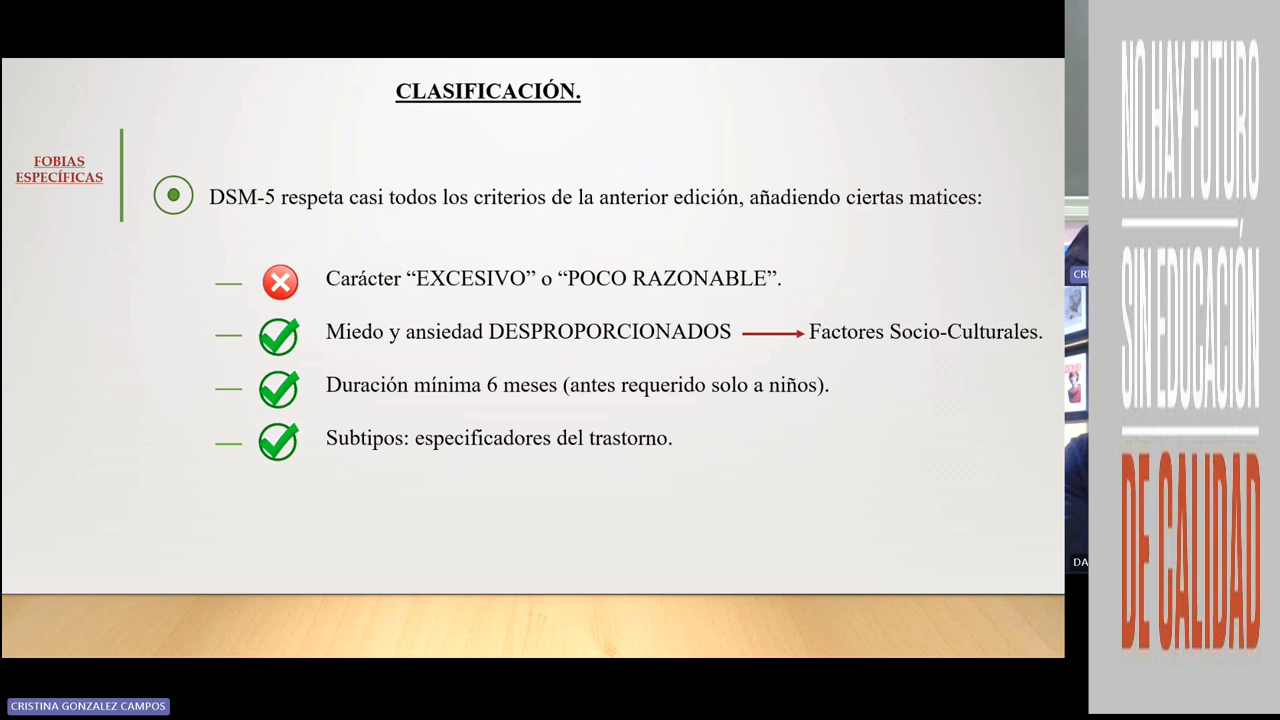 CLASIFICACIÓN.
FOBIAS
ESPECÍFICAS
DSM-5 respeta casi todos los criterios de la anterior edición, añadiendo ciertas matices:
Carácter “EXCESIVO” o “POCO RAZONABLE”.
Miedo y ansiedad DESPROPORCIONADOS Factores Socio-Culturales.
Duración mínima 6 meses (antes requerido solo a niños).
Subtipos: especificadores del trastorno.
CRISTINA GONZALEZ CAMPOS
CRI
DA
NO HAY FUTURO
SIN EDUCACIÓN
DE CALIDAD